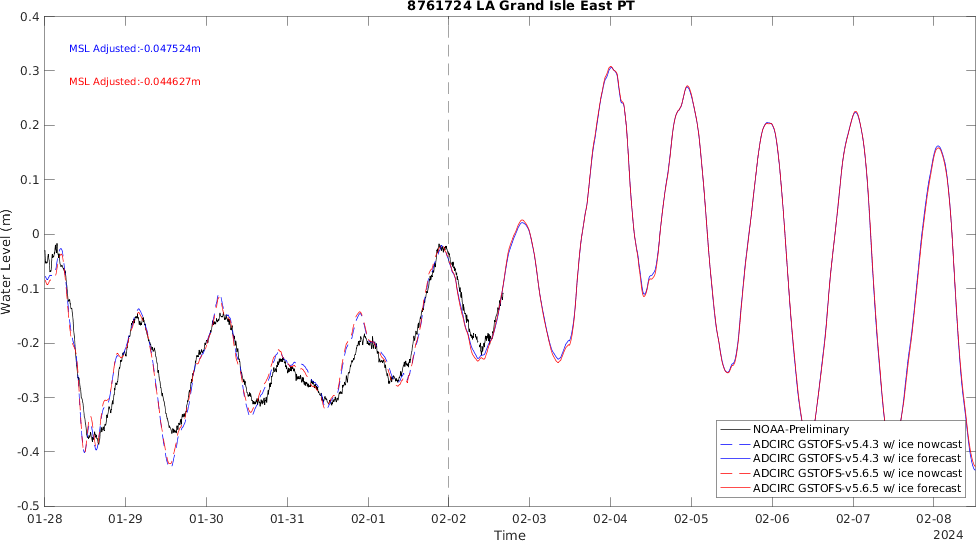 8761724 LA Grand Isle East PT
MSL Adjusted:-0.047524m
MSL Adjusted:-0.044627m
Water Level (m)
0.4
0.3
0.2
0.1
0
-0.1
-0.2
-0.3
-0.4
-0.5
NOAA-Preliminary
ADCIRC GSTOFS-v5.4.3 w/ ice nowcast
ADCIRC GSTOFS-v5.4.3 w/ ice forecast
ADCIRC GSTOFS-v5.6.5 w/ ice nowcast
ADCIRC GSTOFS-v5.6.5 w/ ice forecast
01-28 01-29 01-30 01-31 02-01 02-02 02-03 02-04 02-05 02-06 02-07 02-08
Time
2024